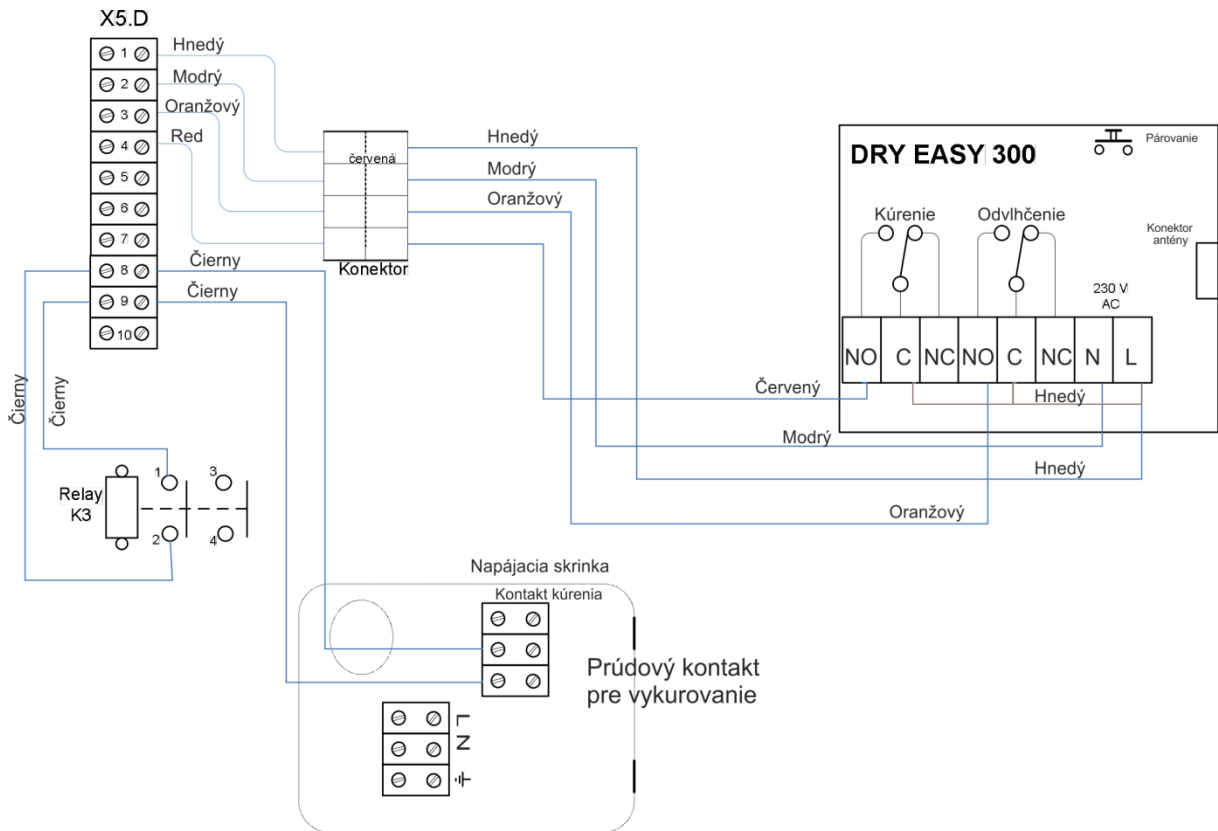 X5.D
1
Hnedý
2
Modrý
3
Oranžový
4
Red
5
6
7
8
Čierny
9
Čierny
10
Čierny
Čierny
červená
Konektor
Hnedý
Modrý
Oranžový
DRY EASY 300
Párovanie
Kúrenie
Odvlhčenie
Konektor
antény
230 V
AC
NO
C
NC
NO
C
NC
N
L
Červený
Hnedý
Modrý
Hnedý
Oranžový
Relay
K3
1
3
2
4
Napájacia skrinka
Kontakt kúrenia
Prúdový kontakt
pre vykurovanie
L
N